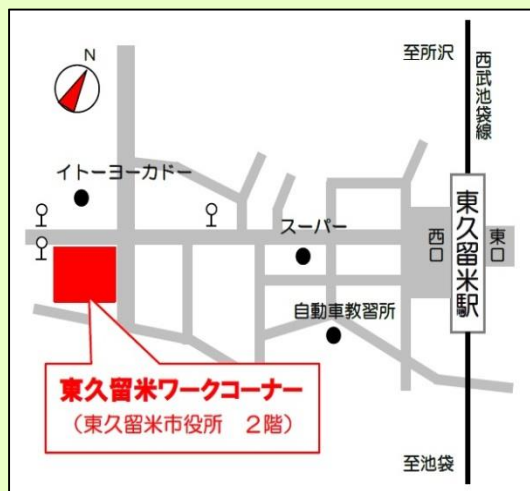 N
至所沢
西武池袋線
イトーヨーカドー
スーパー
西口
東久留米駅
東口
自動車教習所
東久留米ワークコーナー
（東久留米市役所　２階）
至池袋